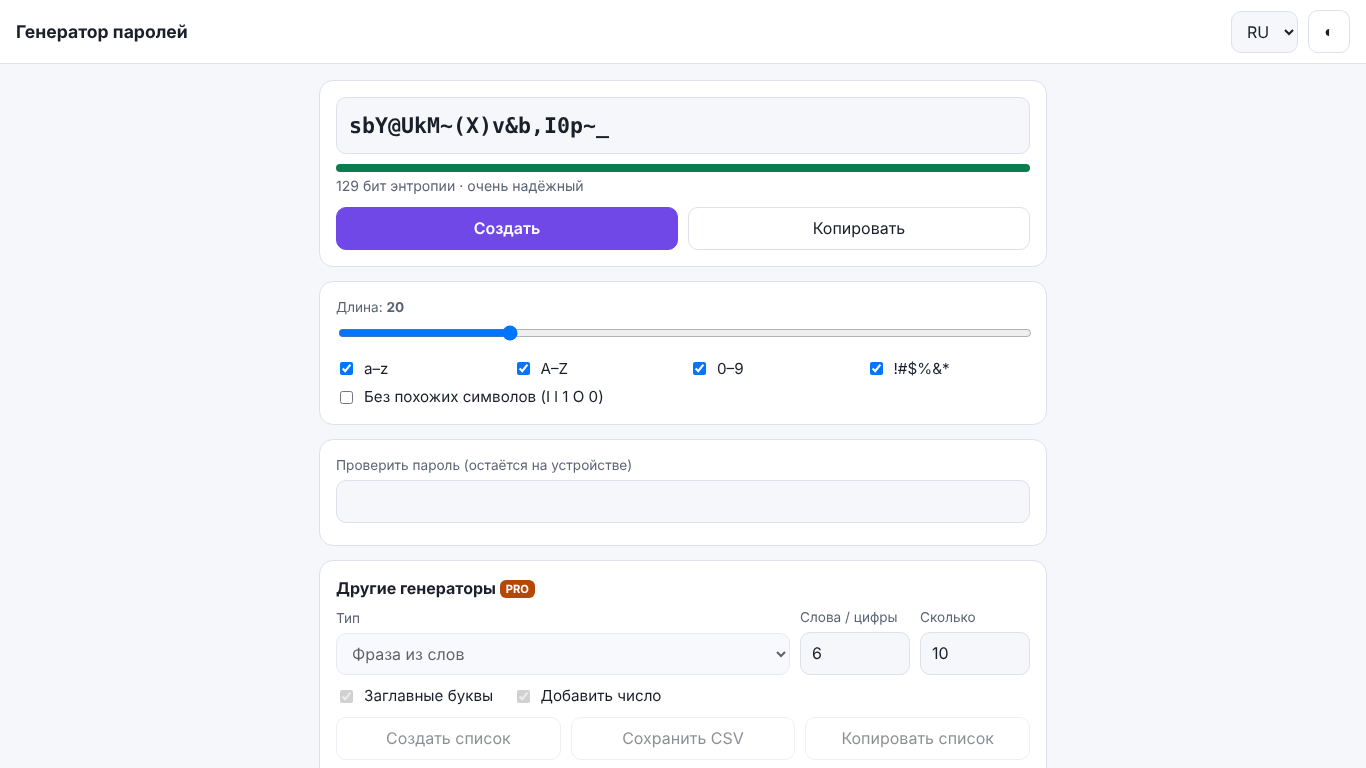 Генератор паролей
RU
sbY@UkM~(X)v&b,I0p~_
129 бит энтропии · очень надёжный
Создать
Копировать
Длина: 20
a–z
A–Z
0–9
!#$%&*
Без похожих символов (I l 1 O 0)
Проверить пароль (остаётся на устройстве)
Другие генераторы PRO
Тип
Слова / цифры
Сколько
Фраза из слов
6
10
Заглавные буквы
Добавить число
Создать список
Сохранить CSV
Копировать список